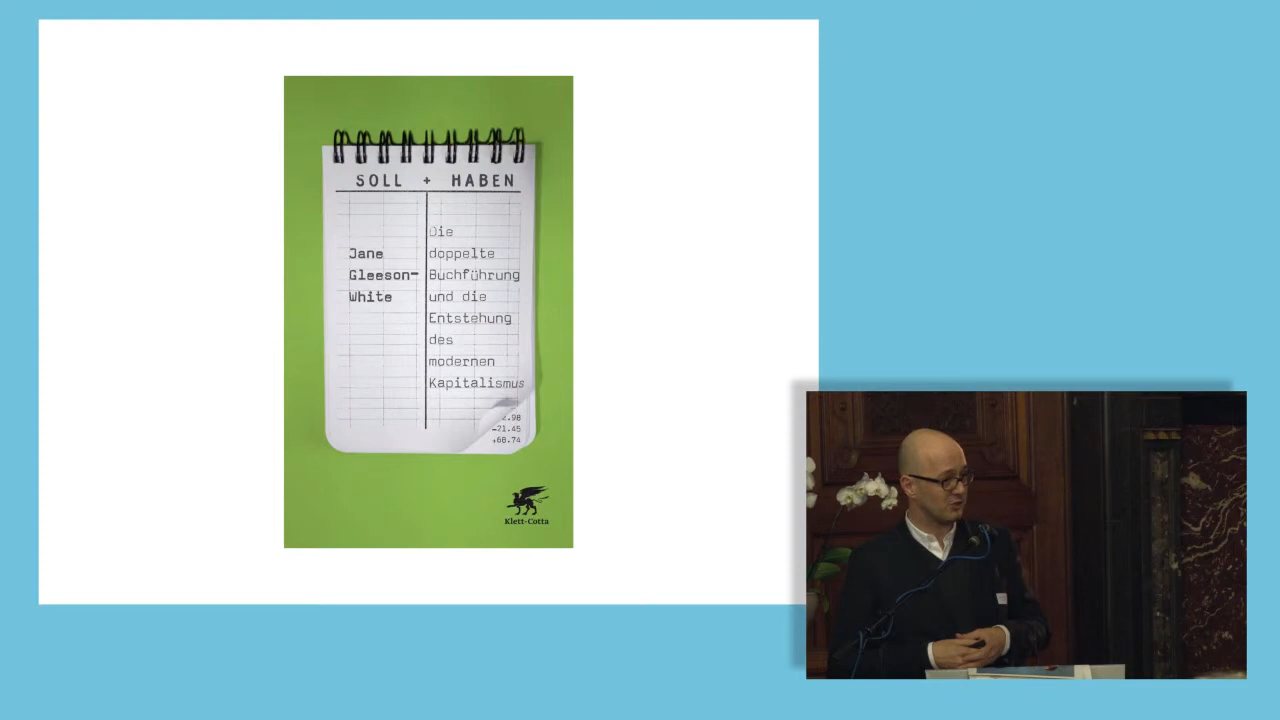 SOLL + HABEN
Jane
Gleeson-
White
Die
doppelte
Buchführung
und die
Entstehung
des
modernen
Kapitalismus
-21.45
+68.74
Klett-Cotta